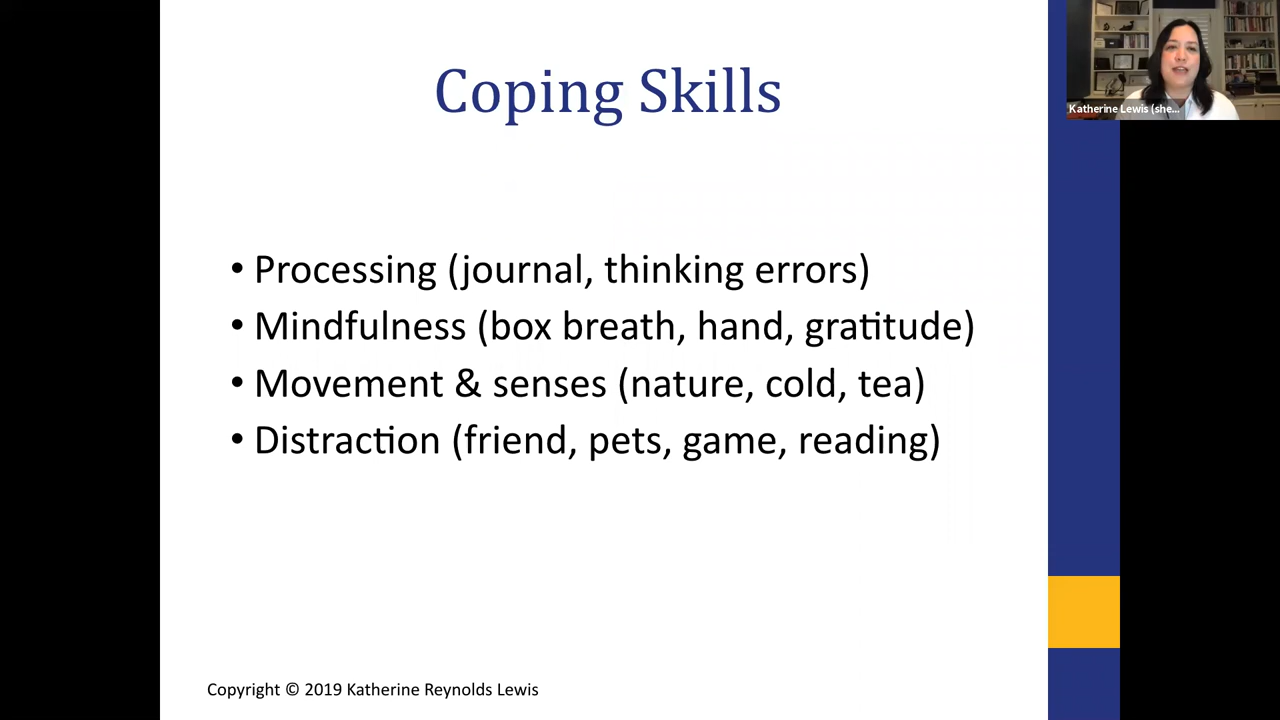 Coping Skills
Katherine Lewis (she...
• Processing (journal, thinking errors)
• Mindfulness (box breath, hand, gratitude)
• Movement & senses (nature, cold, tea)
• Distraction (friend, pets, game, reading)
Copyright © 2019 Katherine Reynolds Lewis